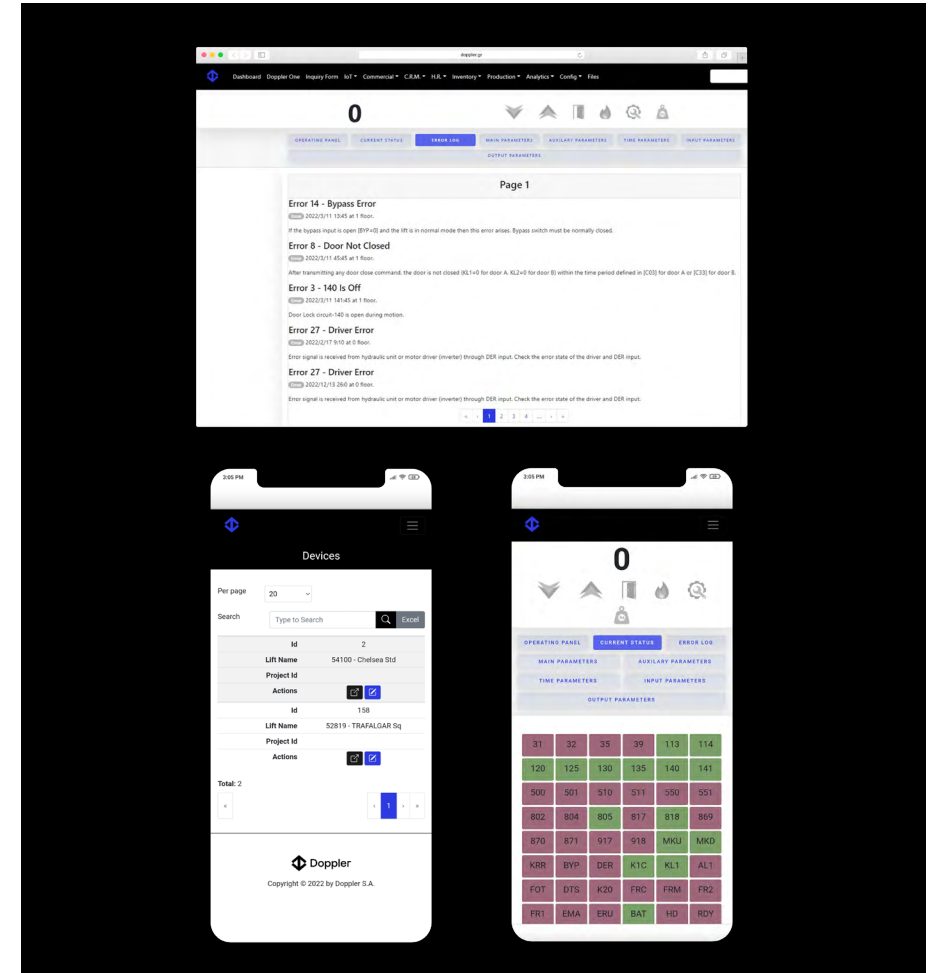 doppler.gr
Dashboard Doppler One Inquiry Form IoT Commercial C.R.M. H.R. Inventory Production Analytics Config Files
0
OPERATING PANEL CURRENT STATUS ERROR LOG MAIN PARAMETERS AUXILARY PARAMETERS TIME PARAMETERS INPUT PARAMETERS
OUTPUT PARAMETERS
Page 1
Error 14 - Bypass Error
2022/3/11 13:45 at 1 floor.
If the bypass input is open (BYP=0) and the lift is in normal mode then this error arises. Bypass switch must be normally closed.
Error 8 - Door Not Closed
2022/3/11 45:45 at 1 floor.
After transmitting any door close command, the door is not closed (KL1=0 for door A, KL2=0 for door B) within the time period defined in [C03] for door A or [C33] for door B.
Error 3 - 140 Is Off
2022/3/11 141:45 at 1 floor.
Door Lock circuit-140 is open during motion.
Error 27 - Driver Error
2022/2/17 9:10 at 0 floor.
Error signal is received from hydraulic unit or motor driver (inverter) through DER input. Check the error state of the driver and DER input.
Error 27 - Driver Error
2022/12/13 26:0 at 0 floor.
Error signal is received from hydraulic unit or motor driver (inverter) through DER input. Check the error state of the driver and DER input.
« ‹ 1 2 3 4 ... › »
3:05 PM
Devices
Per page 20
Search Type to Search Excel
Id 2
Lift Name 54100 - Chelsea Std
Project Id
Actions
Id 158
Lift Name 52819 - TRAFALGAR Sq
Project Id
Actions
Total: 2
« ‹ 1 › »
Doppler
Copyright © 2022 by Doppler S.A.
3:05 PM
0
OPERATING PANEL CURRENT STATUS ERROR LOG
MAIN PARAMETERS AUXILARY PARAMETERS
TIME PARAMETERS INPUT PARAMETERS
OUTPUT PARAMETERS
31 32 35 39 113 114
120 125 130 135 140 141
500 501 510 511 550 551
802 804 805 817 818 869
870 871 917 918 MKU MKD
KRR BYP DER K1C KL1 AL1
FOT DTS K20 FRC FRM FR2
FR1 EMA ERU BAT HD RDY